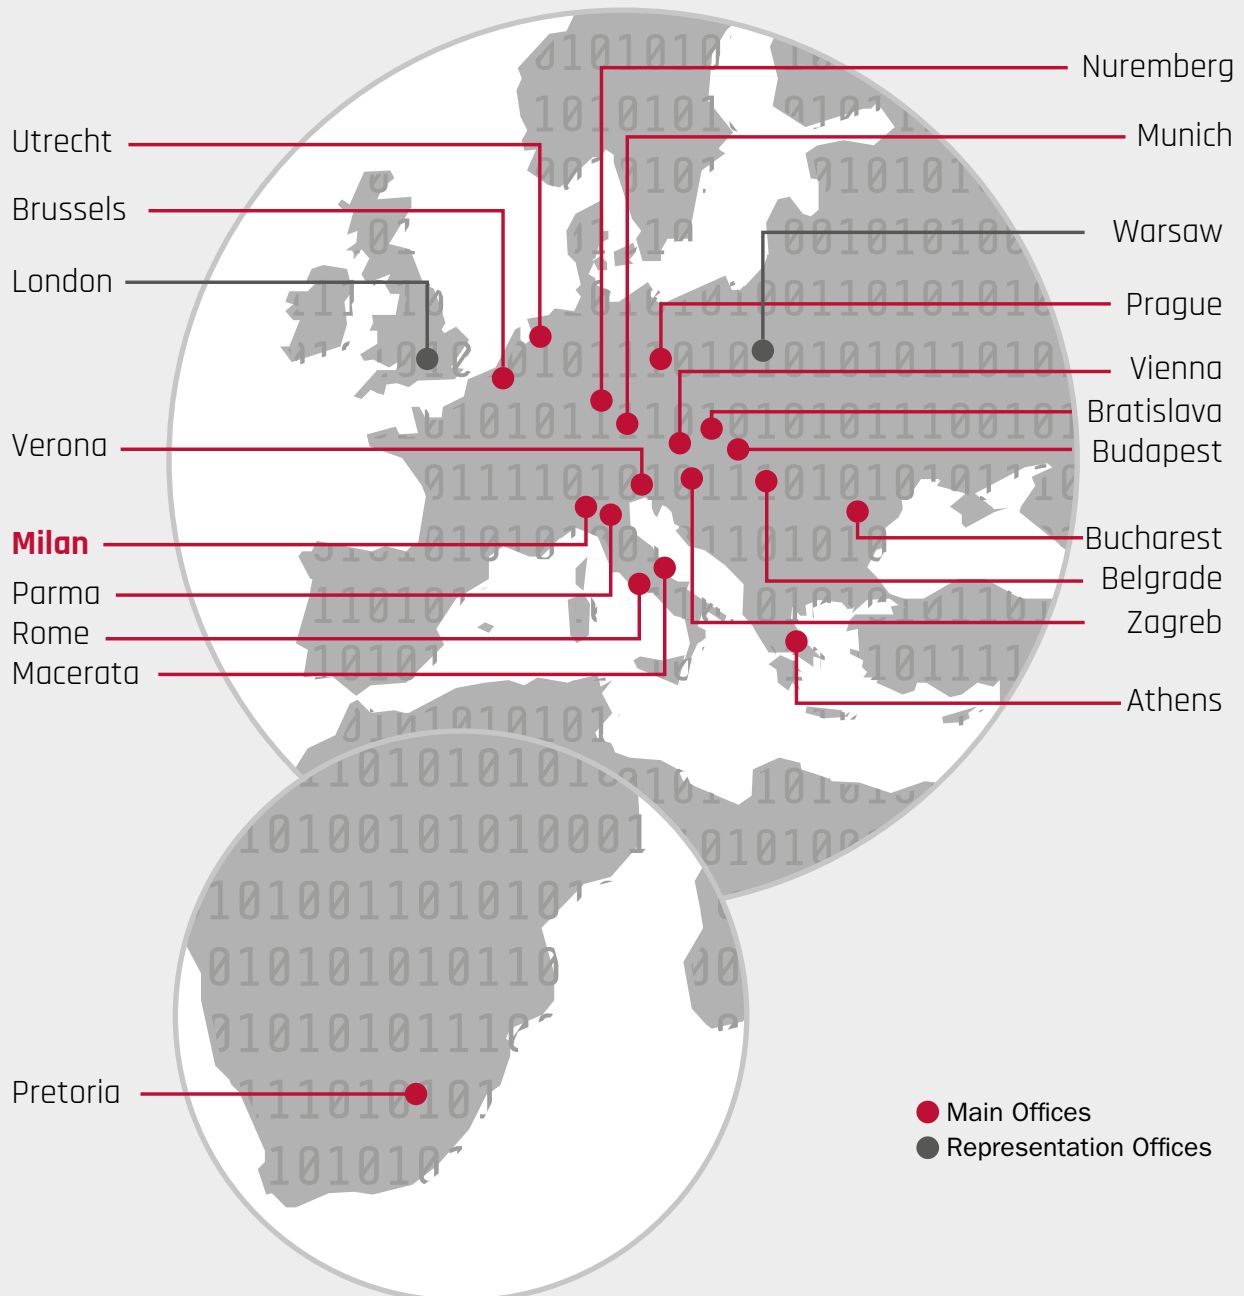 Nuremberg
Munich
Utrecht
Brussels
Warsaw
London
Prague
Vienna
Bratislava
Verona
Budapest
Milan
Bucharest
Parma
Belgrade
Rome
Zagreb
Macerata
Athens
Pretoria
Main Offices
Representation Offices